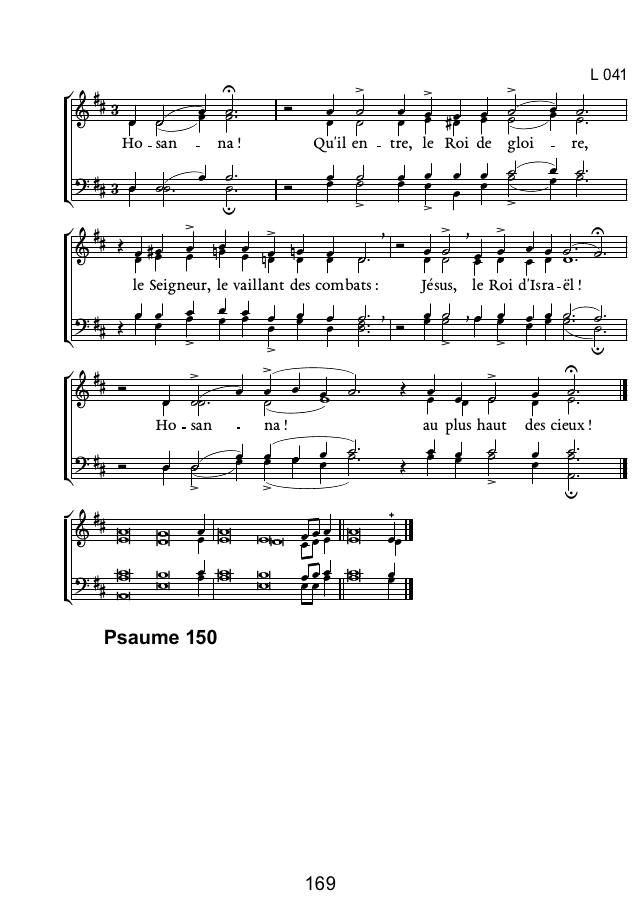 L 041
Ho - san - na ! Qu'il en - tre, le Roi de gloi - re,
le Seigneur, le vaillant des combats : Jésus, le Roi d'Isra-ël !
Ho - san - na ! au plus haut des cieux !
Psaume 150
169